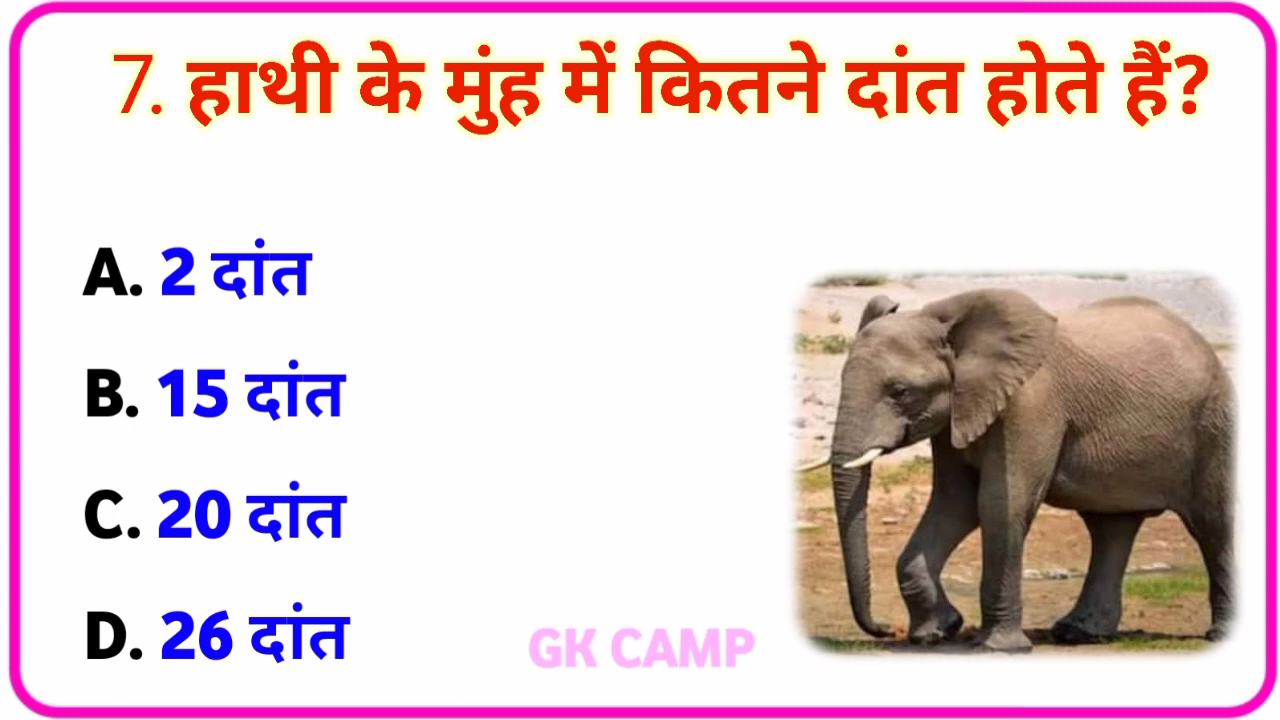 7. हाथी के मुंह में कितने दांत होते हैं?
A. 2 दांत
B. 15 दांत
C. 20 दांत
D. 26 दांत
GK CAMP